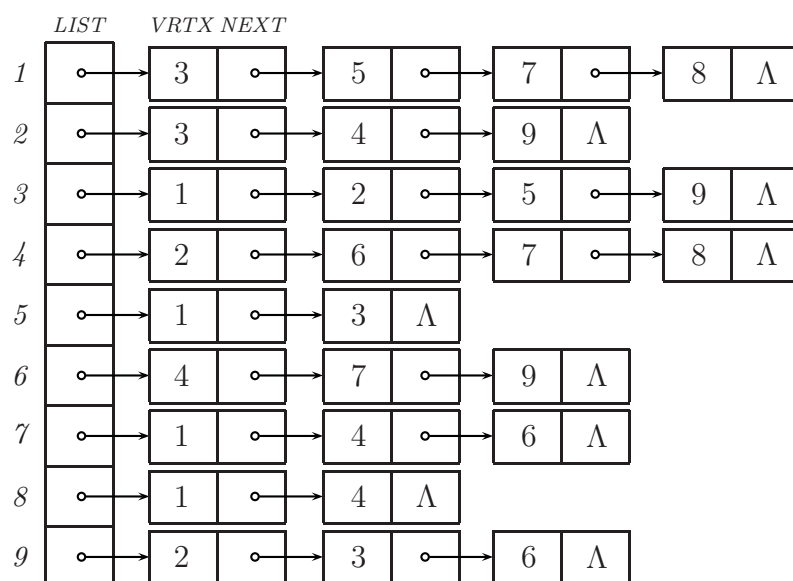 LIST VRTX NEXT
1 3 5 7 8 Λ
2 3 4 9 Λ
3 1 2 5 9 Λ
4 2 6 7 8 Λ
5 1 3 Λ
6 4 7 9 Λ
7 1 4 6 Λ
8 1 4 Λ
9 2 3 6 Λ